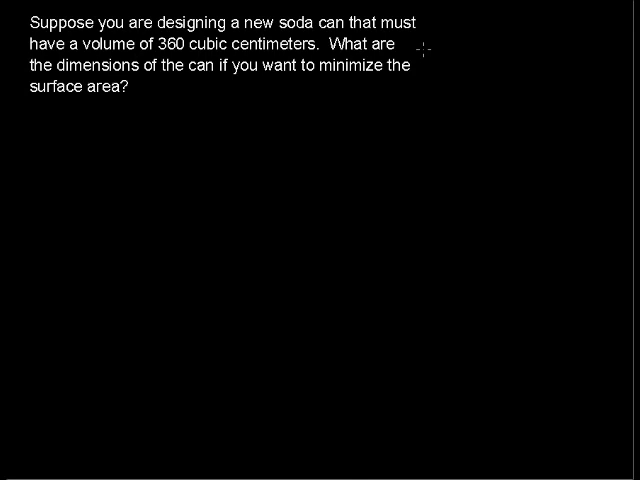 Suppose you are designing a new soda can that must
have a volume of 360 cubic centimeters.  What are
the dimensions of the can if you want to minimize the
surface area?